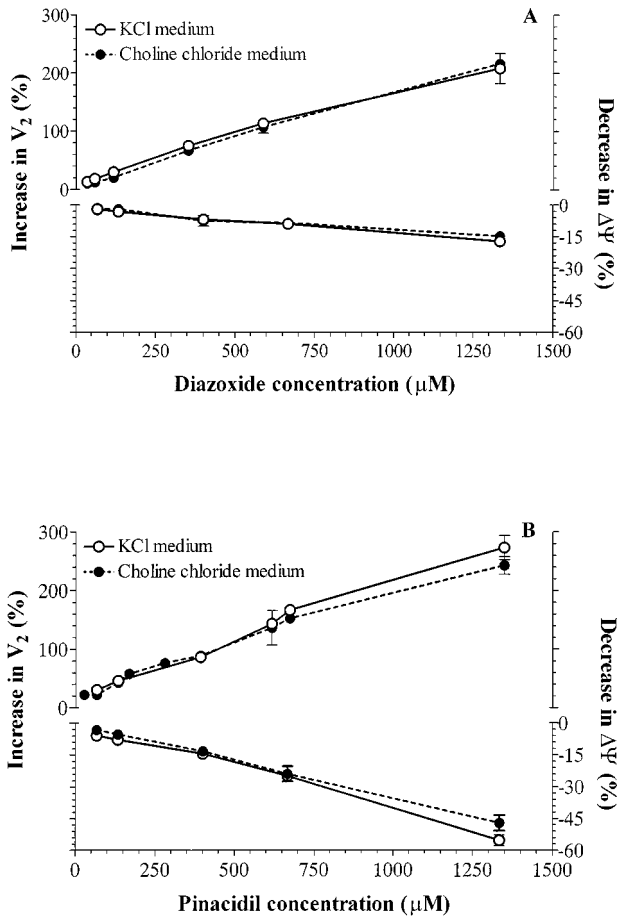 A
KCl medium
Choline chloride medium
Increase in V2 (%)
300
200
100
0
Decrease in ΔΨ (%)
0
-15
-30
-45
-60
0 250 500 750 1000 1250 1500
Diazoxide concentration (μM)
B
KCl medium
Choline chloride medium
Increase in V2 (%)
300
200
100
0
Decrease in ΔΨ (%)
0
-15
-30
-45
-60
0 250 500 750 1000 1250 1500
Pinacidil concentration (μM)